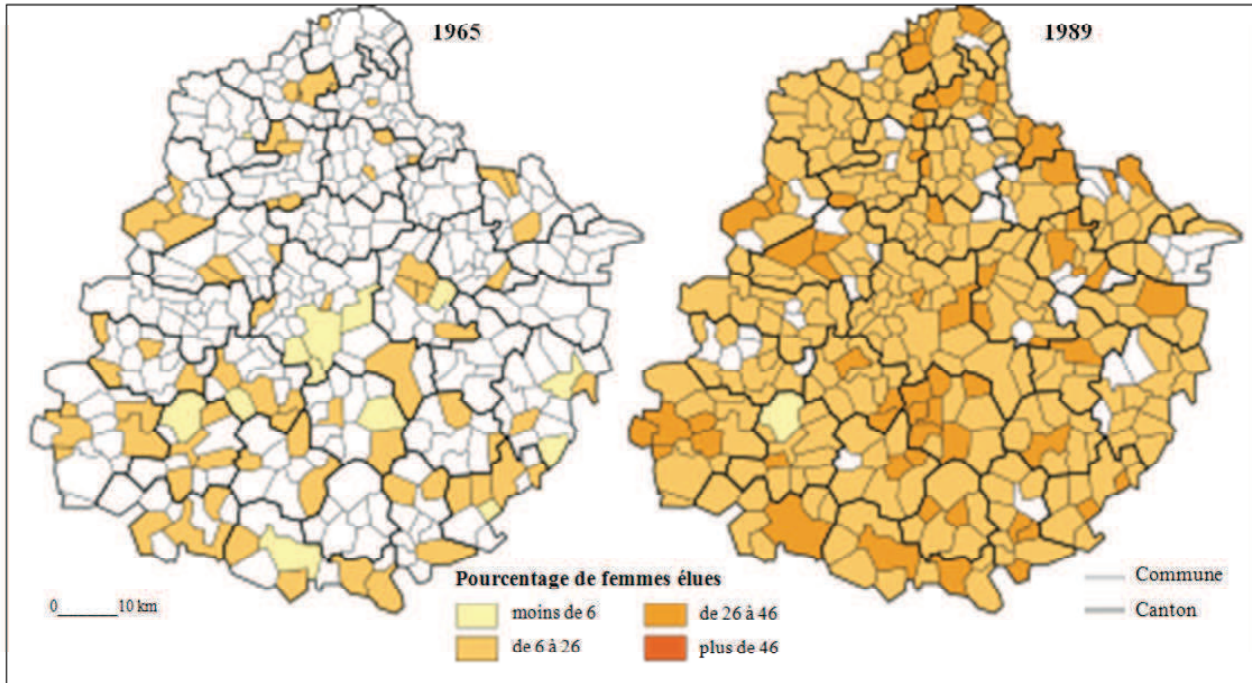 1965
1989
Pourcentage de femmes élues
moins de 6
de 6 à 26
de 26 à 46
plus de 46
Commune
Canton
0 10 km